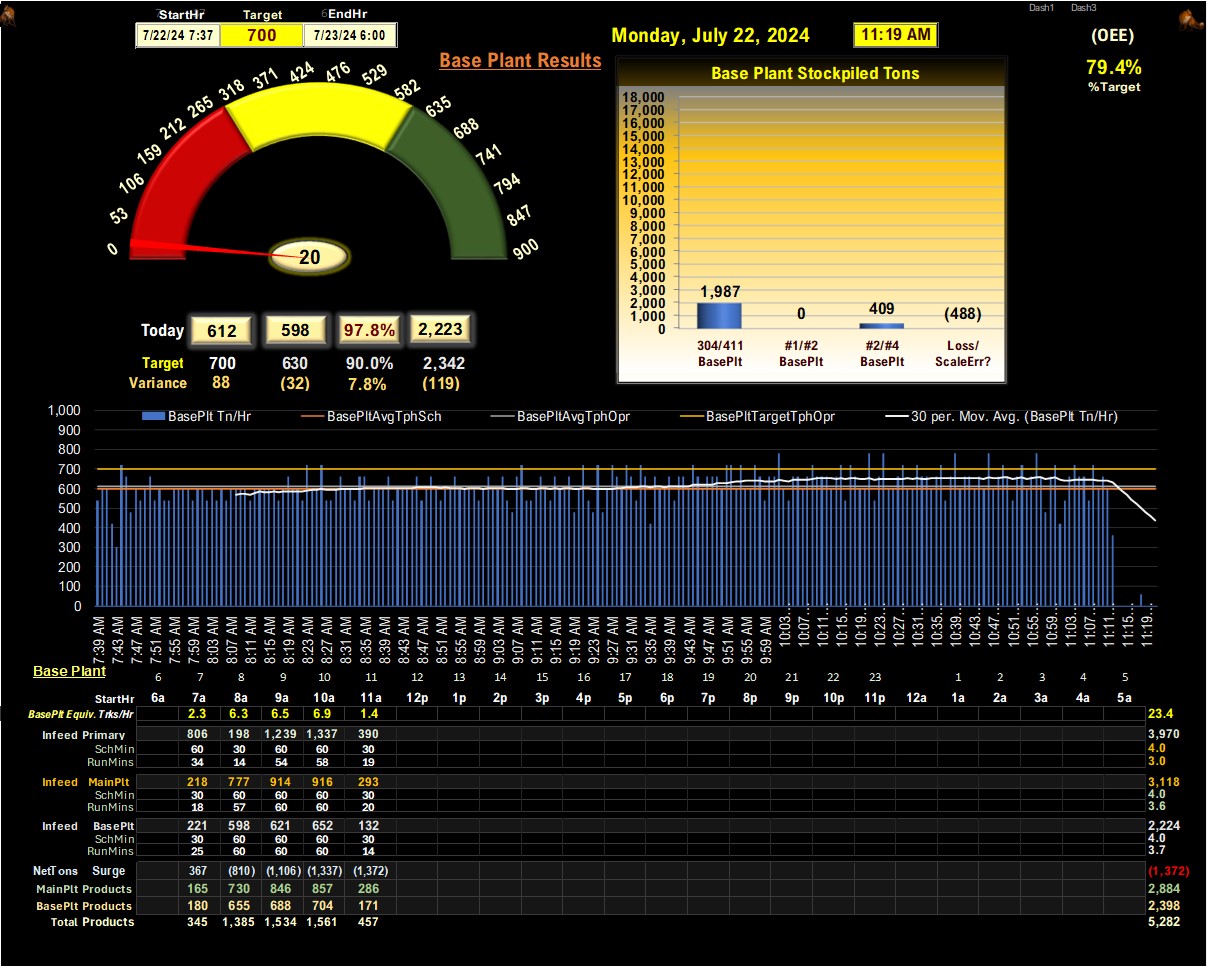 Dash1 Dash3
StartHr Target EndHr
7/22/24 7:37 700 7/23/24 6:00
Monday, July 22, 2024 11:19 AM (OEE)
79.4%
%Target
Base Plant Results
0 53 106 159 212 265 318 371 424 476 529 582 635 688 741 794 847 900
20
Base Plant Stockpiled Tons
18,000
17,000
16,000
15,000
14,000
13,000
12,000
11,000
10,000
9,000
8,000
7,000
6,000
5,000
4,000
3,000
2,000
1,000
0
1,987 0 409 (488)
304/411 #1/#2 #2/#4 Loss/
BasePlt BasePlt BasePlt ScaleErr?
Today 612 598 97.8% 2,223
Target 700 630 90.0% 2,342
Variance 88 (32) 7.8% (119)
BasePlt Tn/Hr BasePltAvgTphSch BasePltAvgTphOpr BasePltTargetTphOpr 30 per. Mov. Avg. (BasePlt Tn/Hr)
1,000
900
800
700
600
500
400
300
200
100
0
7:39 AM 7:43 AM 7:47 AM 7:51 AM 7:55 AM 7:59 AM 8:03 AM 8:07 AM 8:11 AM 8:15 AM 8:19 AM 8:23 AM 8:27 AM 8:31 AM 8:35 AM 8:39 AM 8:43 AM 8:47 AM 8:51 AM 8:55 AM 8:59 AM 9:03 AM 9:07 AM 9:11 AM 9:15 AM 9:19 AM 9:23 AM 9:27 AM 9:31 AM 9:35 AM 9:39 AM 9:43 AM 9:47 AM 9:51 AM 9:55 AM 9:59 AM 10:03… 10:07… 10:11… 10:15… 10:19… 10:23… 10:27… 10:31… 10:35… 10:39… 10:43… 10:47… 10:51… 10:55… 10:59… 11:03… 11:07… 11:11… 11:15… 11:19…
Base Plant 6 7 8 9 10 11 12 13 14 15 16 17 18 19 20 21 22 23 1 2 3 4 5
StartHr 6a 7a 8a 9a 10a 11a 12p 1p 2p 3p 4p 5p 6p 7p 8p 9p 10p 11p 12a 1a 2a 3a 4a 5a
BasePlt Equiv. Trks/Hr 2.3 6.3 6.5 6.9 1.4 23.4
Infeed Primary 806 198 1,239 1,337 390 3,970
SchMin 60 30 60 60 30 4.0
RunMins 34 14 54 58 19 3.0
Infeed MainPlt 218 777 914 916 293 3,118
SchMin 30 60 60 60 30 4.0
RunMins 18 57 60 60 20 3.6
Infeed BasePlt 221 598 621 652 132 2,224
SchMin 30 60 60 60 30 4.0
RunMins 25 60 60 60 14 3.7
NetTons Surge 367 (810) (1,106) (1,337) (1,372) (1,372)
MainPlt Products 165 730 846 857 286 2,884
BasePlt Products 180 655 688 704 171 2,398
Total Products 345 1,385 1,534 1,561 457 5,282